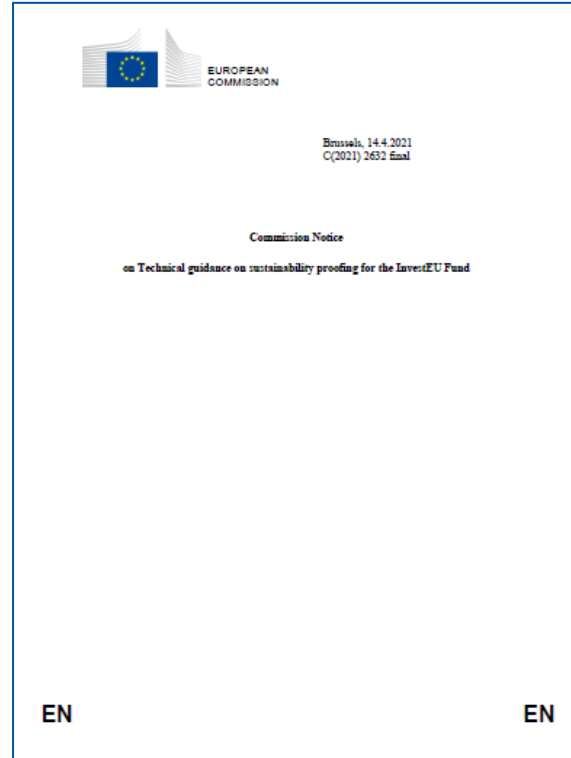 EUROPEAN
COMMISSION
Brussels, 14.4.2021
C(2021) 2632 final
Commission Notice
on Technical guidance on sustainability proofing for the InvestEU Fund
EN EN